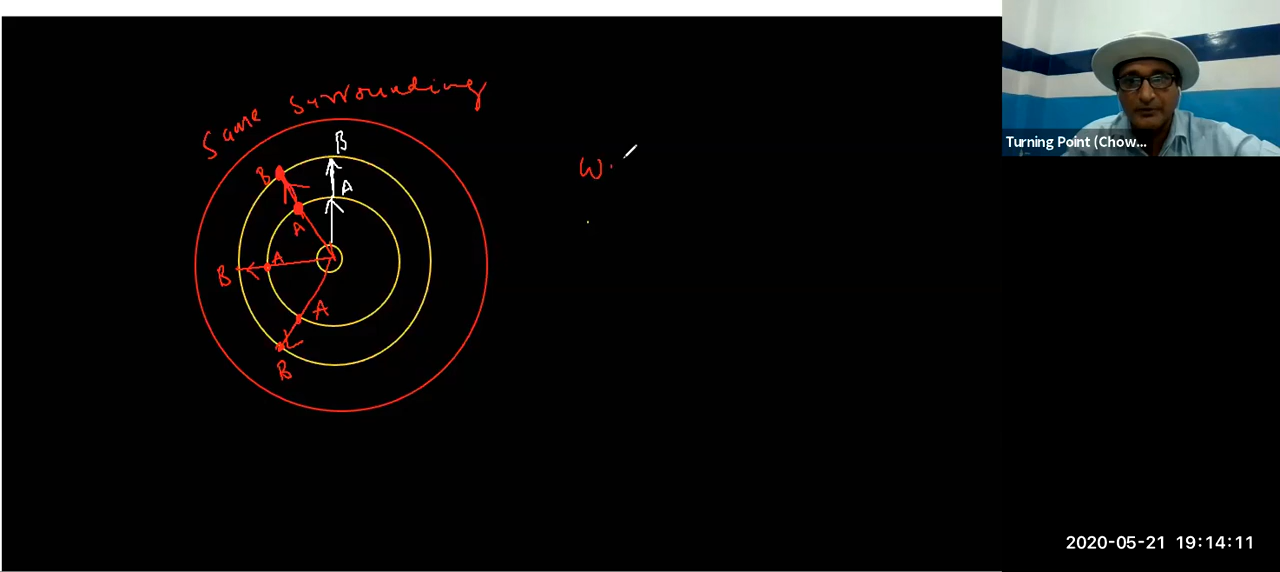 Same Surrounding
B
B
A
A
A
B
A
B
W.
Turning Point (Chow...
2020-05-21 19:14:11